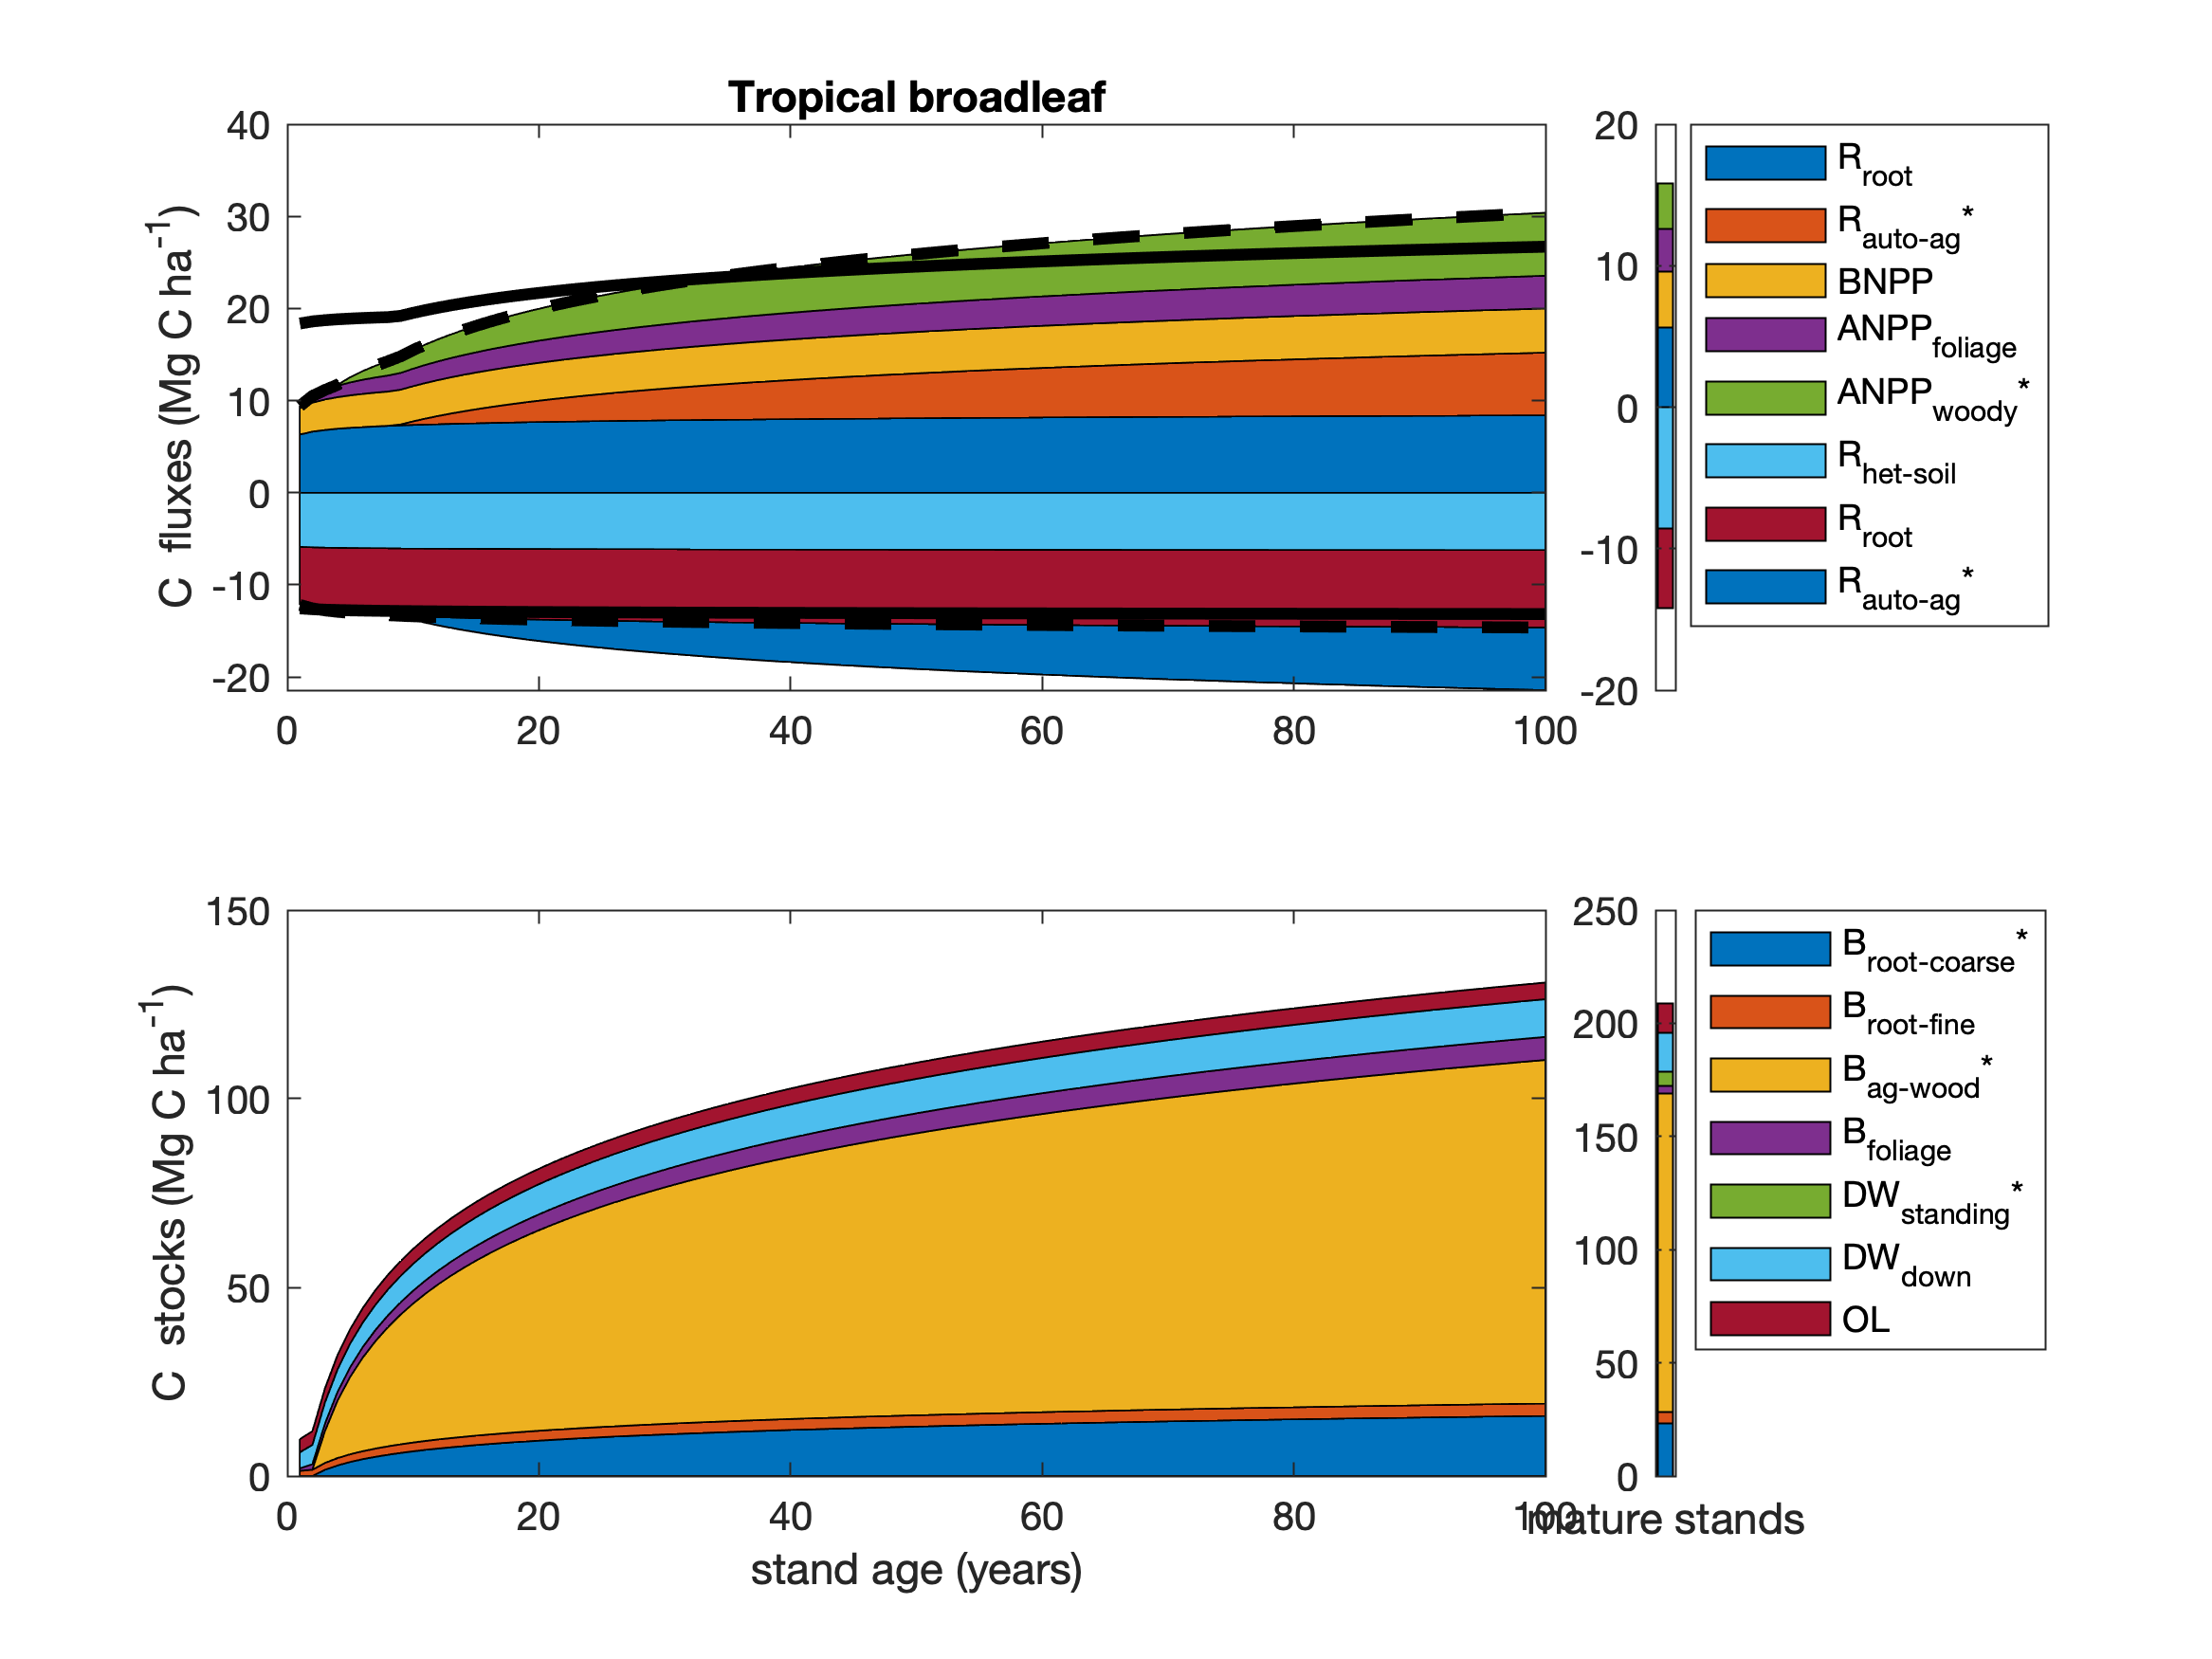 Tropical broadleaf
C fluxes (Mg C ha-1)
40
30
20
10
0
-10
-20
0 20 40 60 80 100
20
10
0
-10
-20
Rroot
Rauto-ag*
BNPP
ANPPfoliage
ANPPwoody*
Rhet-soil
Rroot
Rauto-ag*
C stocks (Mg C ha-1)
150
100
50
0
0 20 40 60 80 100
stand age (years)
250
200
150
100
50
0
mature stands
Broot-coarse*
Broot-fine
Bag-wood*
Bfoliage
DWstanding*
DWdown
OL